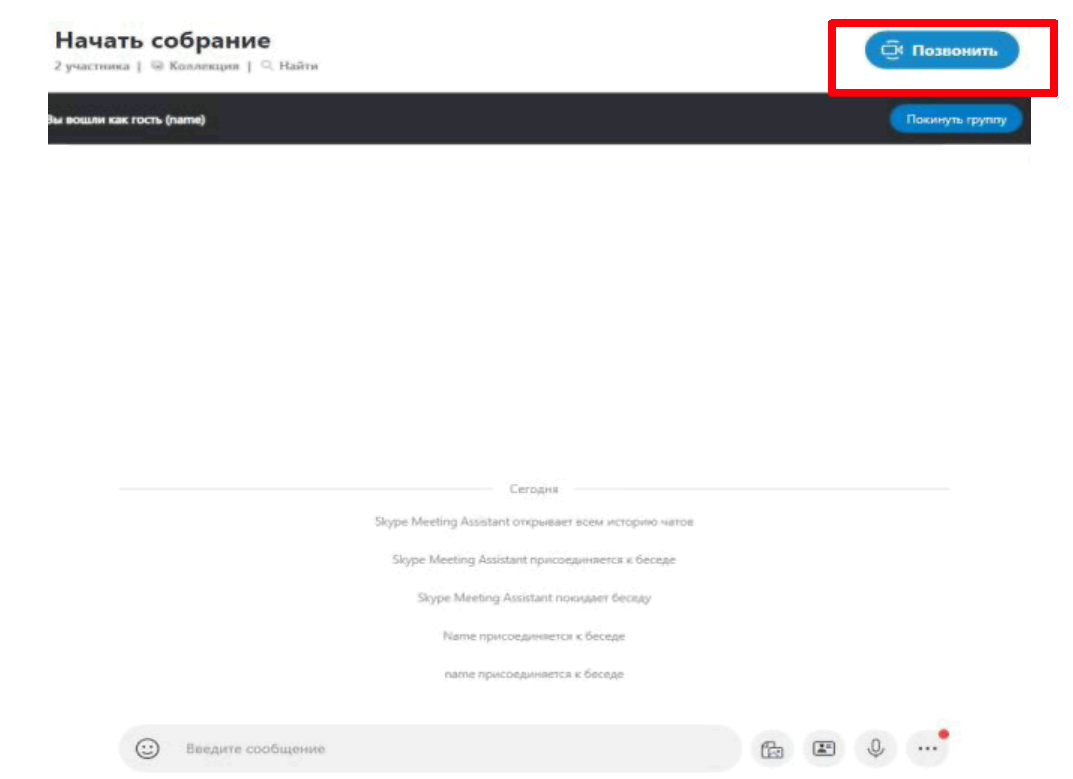 Начать собрание
Позвонить
2 участника | Коллекция | Найти
Вы вошли как гость (name)
Покинуть группу
Сегодня
Skype Meeting Assistant открывает всем историю чатов
Skype Meeting Assistant присоединяется к беседе
Skype Meeting Assistant покидает беседу
Name присоединяется к беседе
name присоединяется к беседе
Введите сообщение